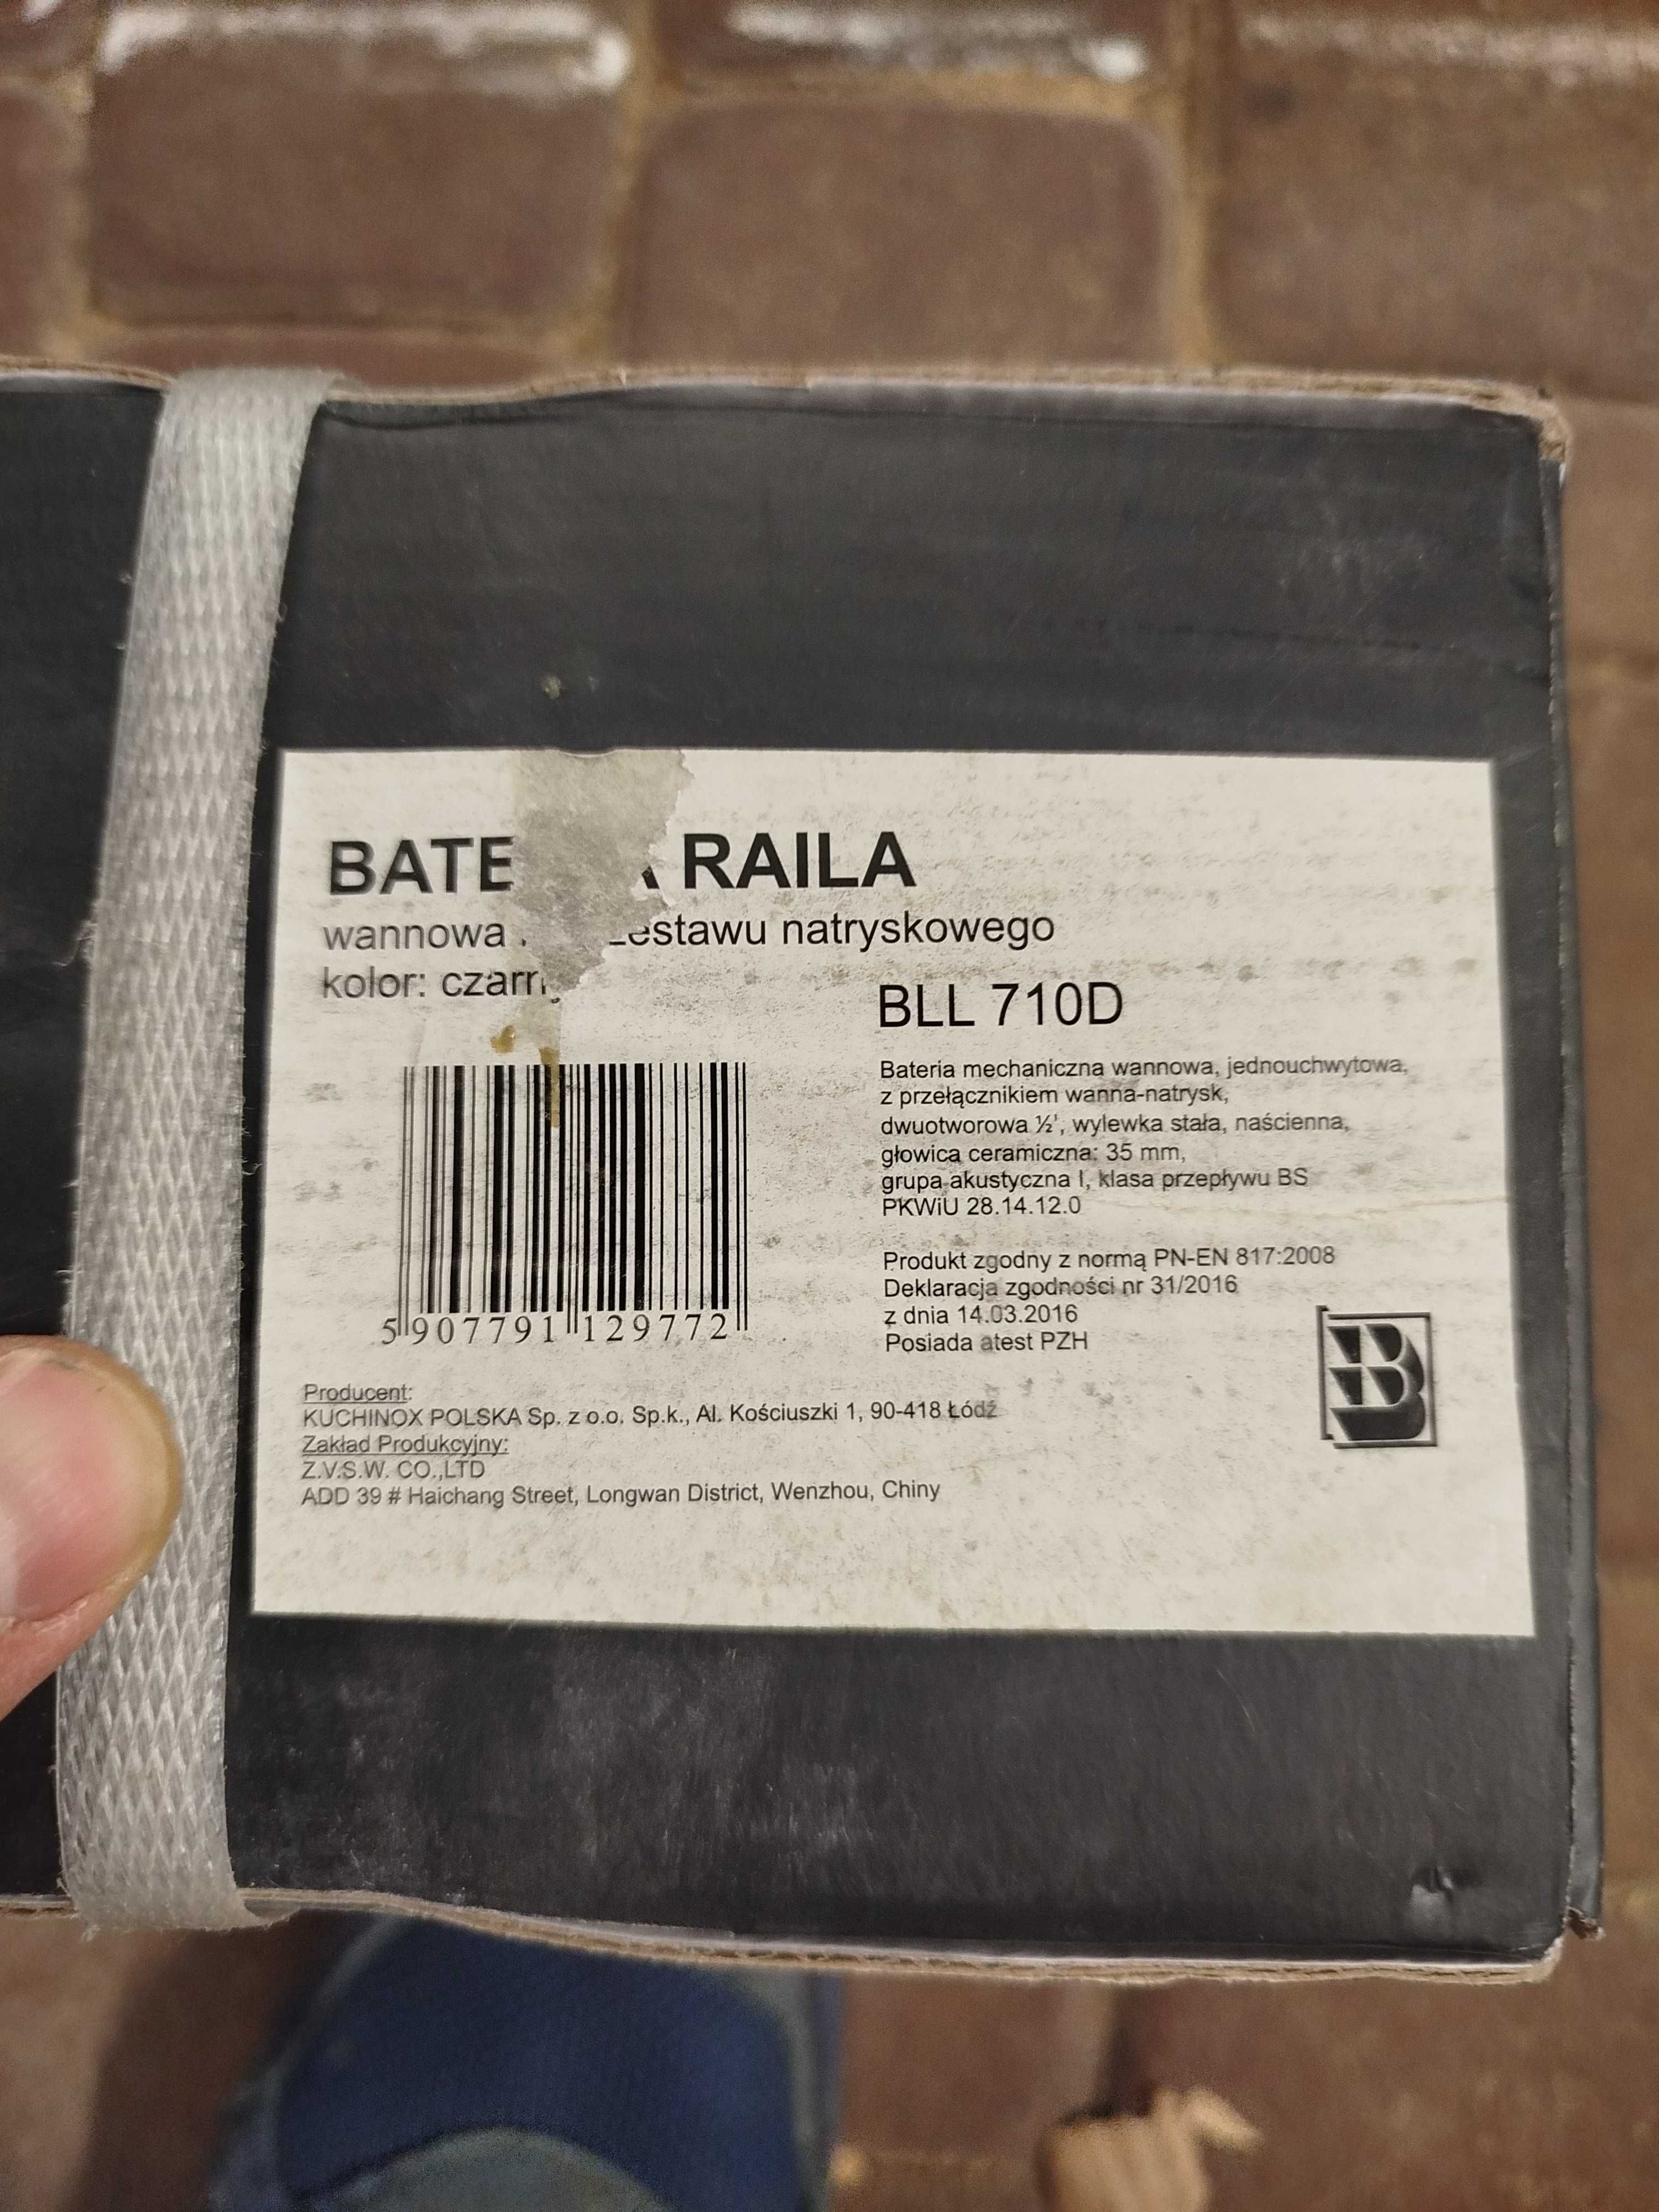 RAILA
wannowa natryskowego
kolor:
BLL 710D
Bateria mechaniczna wannowa, jednouchwytowa,
z przełącznikiem wanna-natrysk,
dwuotworowa ½', wylewka stała, naścienna,
głowica ceramiczna: 35 mm,
grupa akustyczna I, klasa przepływu BS
PKWiU 28.14.12.0
Produkt zgodny z normą PN-EN 817:2008
Deklaracja zgodności nr 31/2016
z dnia 14.03.2016
Posiada atest PZH
5 907791 129772
Producent:
KUCHINOX POLSKA Sp. z o.o. Sp.k., Al. Kościuszki 1, 90-418 Łódź
Zakład Produkcyjny:
Z.V.S.W. CO.,LTD
ADD 39 # Haichang Street, Longwan District, Wenzhou, Chiny